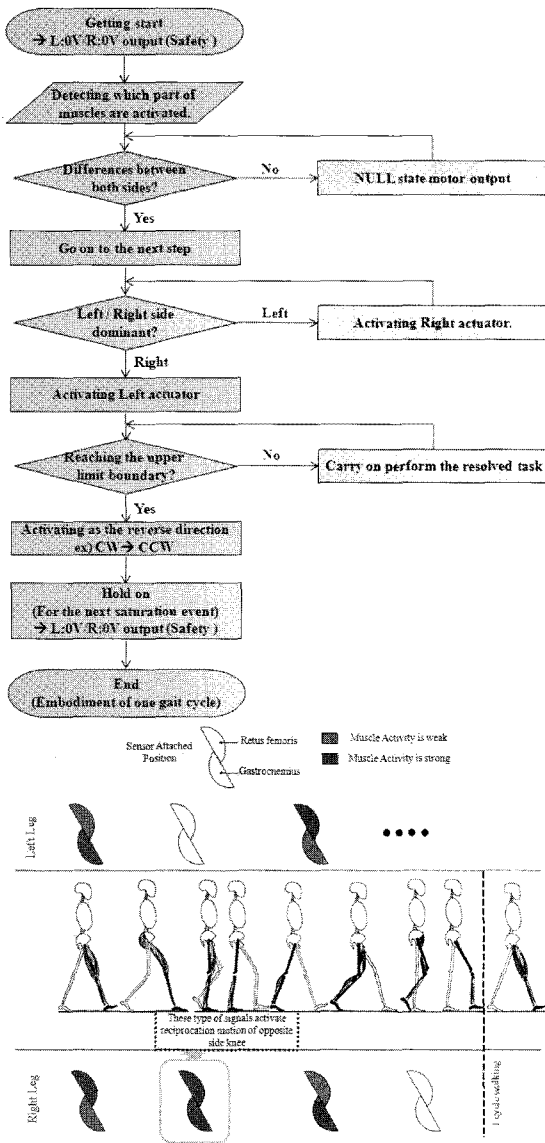 Getting start
→ L:0V R:0V output (Safety )
Detecting which part of
muscles are activated.
Differences between
both sides?
No
NULL state motor output
Yes
Go on to the next step
Left / Right side
dominant?
Left
Activating Right actuator.
Right
Activating Left actuator
Reaching the upper
limit boundary?
No
Carry on perform the resolved task
Yes
Activating as the reverse direction
ex) CW→ CCW
Hold on
(For the next saturation event)
→ L:0V R:0V output (Safety )
End
(Embodiment of one gait cycle)
Sensor Attached
Position
Retus femoris
Gastrocnemius
Muscle Activity is weak
Muscle Activity is strong
Left Leg
These type of signals activate
reciprocation motion of opposite
side knee
Right Leg
1 cycle walking